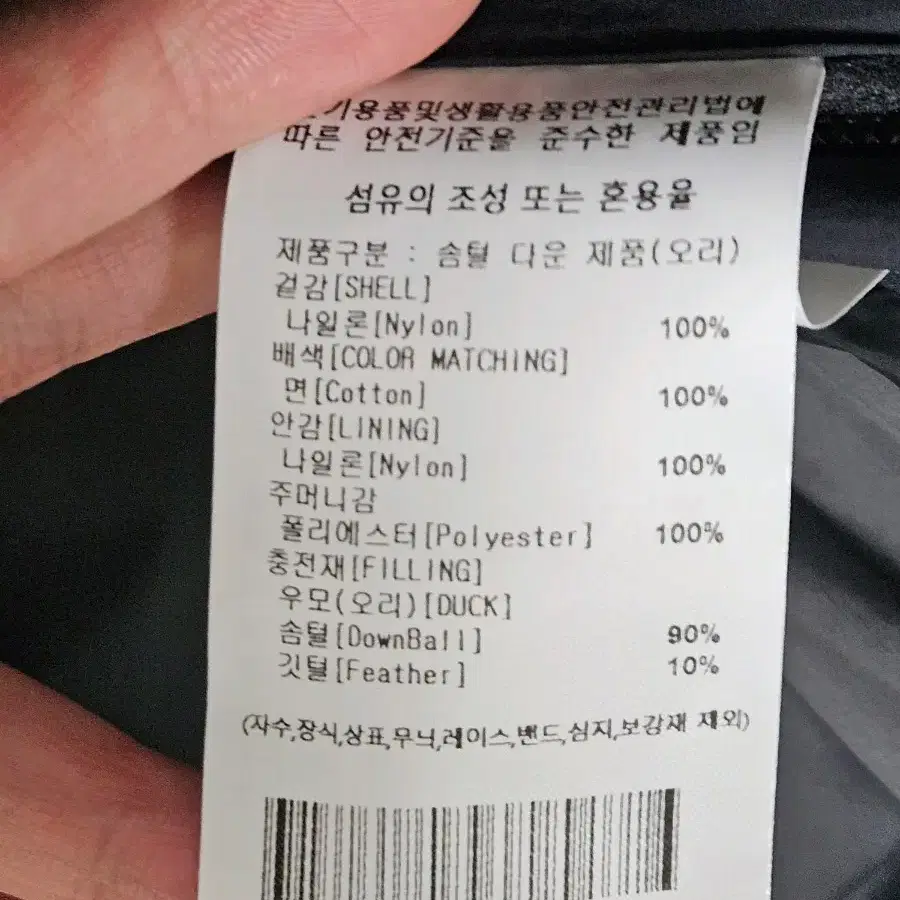 기용품및생활용품안전관리법에
따른 안전기준을 준수한 제품임
섬유의 조성 또는 혼용율
제품구분 : 솜털 다운 제품(오리)
겉감[SHELL]
나일론[Nylon] 100%
배색[COLOR MATCHING]
면[Cotton] 100%
안감[LINING]
나일론[Nylon] 100%
주머니감
폴리에스터[Polyester] 100%
충전재[FILLING]
우모(오리)[DUCK]
솜털[DownBall] 90%
깃털[Feather] 10%
(자수,장식,상표,무늬,레이스,밴드,심지,보강재 제외)